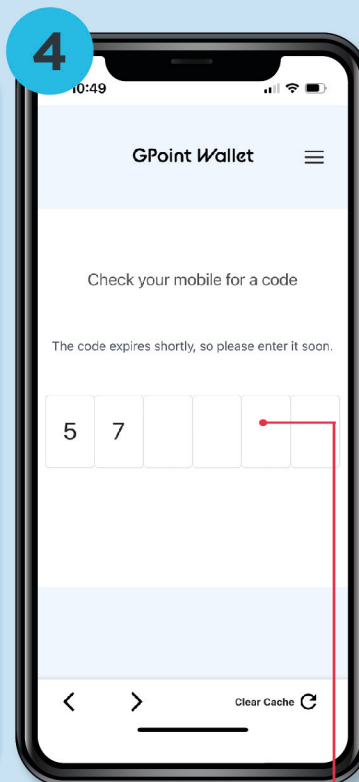 4
10:49
GPoint Wallet
Check your mobile for a code
The code expires shortly, so please enter it soon.
5 7
Clear Cache